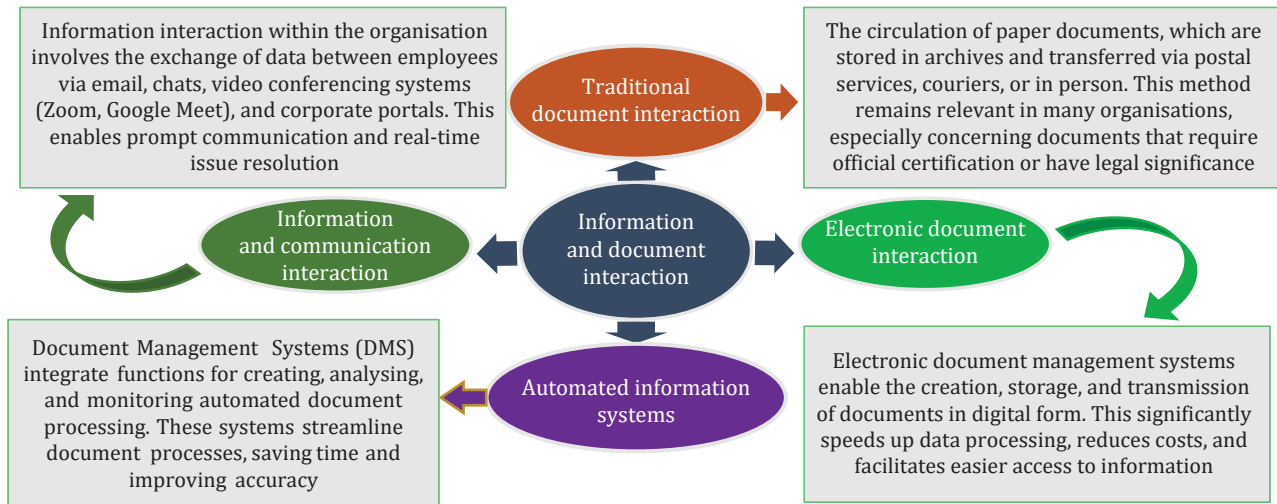 Information interaction within the organisation
involves the exchange of data between employees
via email, chats, video conferencing systems
(Zoom, Google Meet), and corporate portals. This
enables prompt communication and real-time
issue resolution
Traditional
document interaction
The circulation of paper documents, which are
stored in archives and transferred via postal
services, couriers, or in person. This method
remains relevant in many organisations,
especially concerning documents that require
official certification or have legal significance
Information
and communication
interaction
Information
and document
interaction
Electronic document
interaction
Document Management Systems (DMS)
integrate functions for creating, analysing,
and monitoring automated document
processing. These systems streamline
document processes, saving time and
improving accuracy
Automated information
systems
Electronic document management systems
enable the creation, storage, and transmission
of documents in digital form. This significantly
speeds up data processing, reduces costs, and
facilitates easier access to information